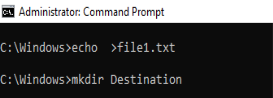 Administrator: Command Prompt
C:\Windows>echo  >file1.txt
C:\Windows>mkdir Destination